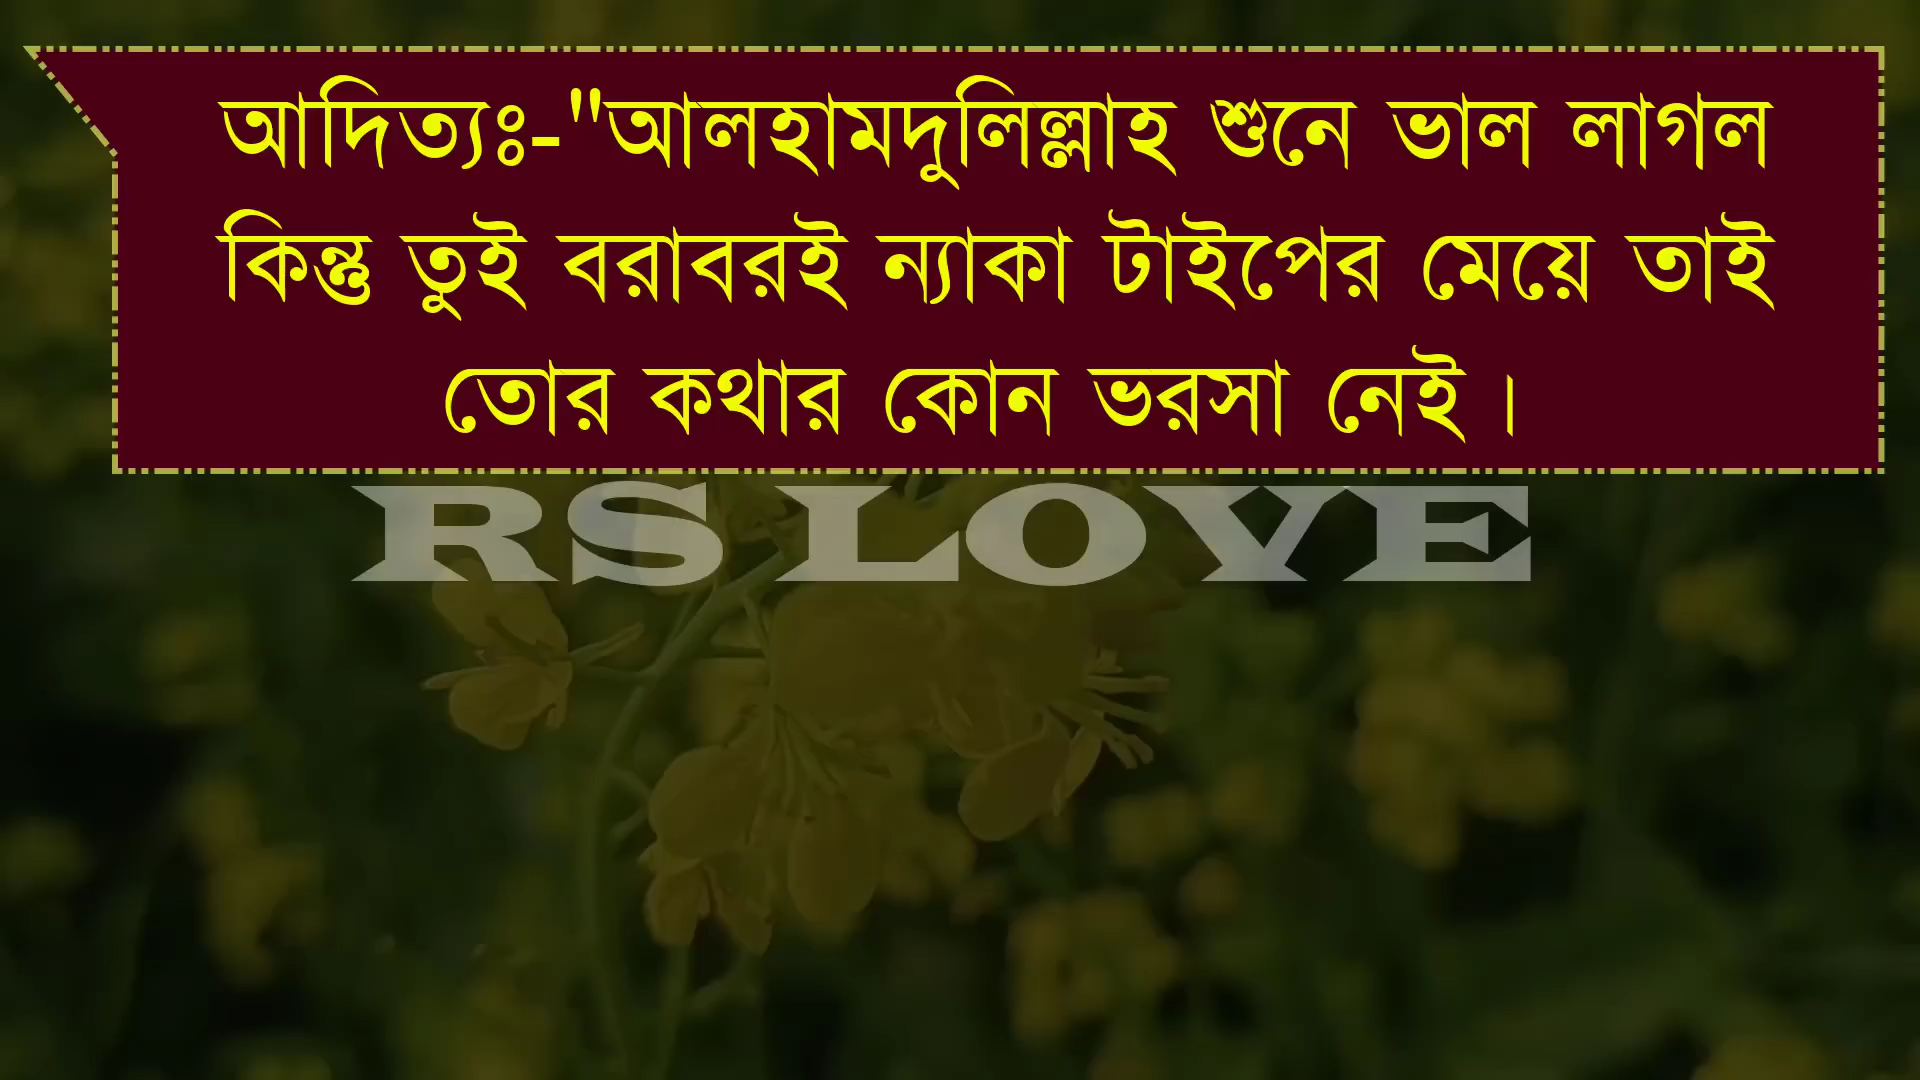 আদিত্যঃ-"আলহামদুলিল্লাহ শুনে ভাল লাগল
কিন্তু তুই বরাবরই ন্যাকা টাইপের মেয়ে তাই
তোর কথার কোন ভরসা নেই।
RS LOVE